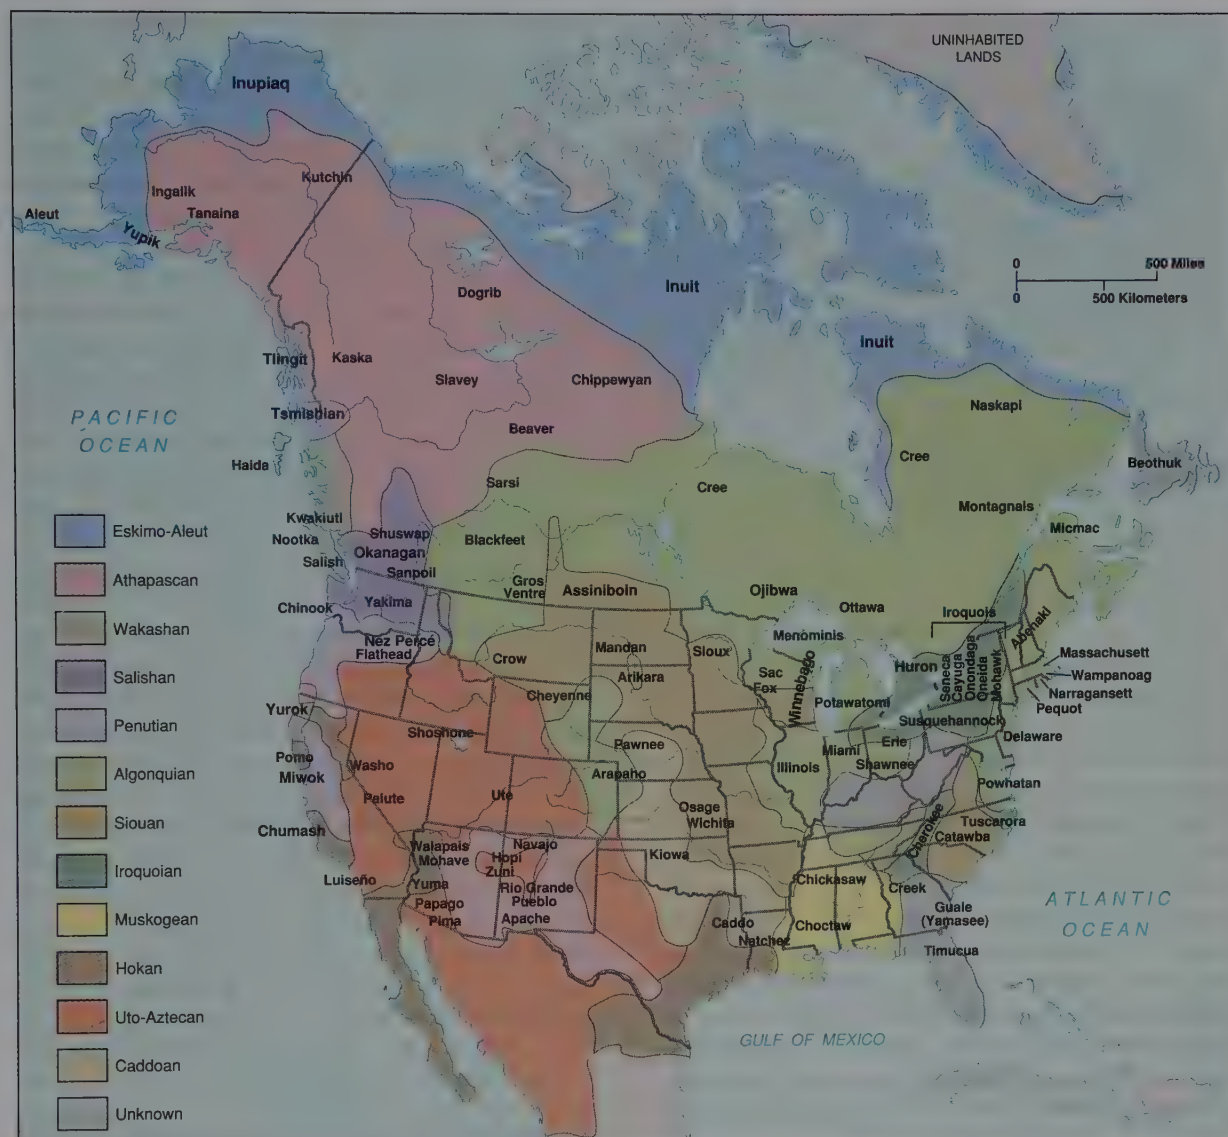 UNINHABITED
LANDS
Inupiaq
Kutchin
Ingalik
Tanaina
Aleut
Yupik
0 500 Miles
0 500 Kilometers
Dogrib
Inuit
Inuit
Tlingit
Kaska
Slavey
Chippewyan
Naskapi
Tsmishian
Beaver
PACIFIC
OCEAN
Haida
Sarsi
Cree
Cree
Beothuk
Montagnais
Kwakiutl
Micmac
Nootka
Shuswap
Blackfeet
Okanagan
Salish
Sanpoil
Gros
Ventre
Assiniboin
Ojibwa
Ottawa
Chinook
Yakima
Iroquois
Abenaki
Menominis
Nez Percé
Flathead
Crow
Mandan
Sioux
Winnebago
Huron
Seneca
Cayuga
Onondaga
Oneida
Mohawk
Massachusett
Wampanoag
Narragansett
Pequot
Sac
Fox
Arikara
Cheyenne
Potawatomi
Yurok
Susquehannock
Delaware
Shoshone
Pawnee
Miami
Erie
Shawnee
Pomo
Miwok
Washo
Arapaho
Illinois
Powhatan
Paiute
Ute
Osage
Wichita
Tuscarora
Catawba
Cherokee
Chumash
Walapais
Mohave
Navajo
Hopi
Zuni
Kiowa
Luiseño
Yuma
Rio Grande
Pueblo
Chickasaw
Creek
Papago
Pima
Apache
Caddo
Choctaw
Natchez
Guale
(Yamasee)
Timucua
ATLANTIC
OCEAN
GULF OF MEXICO
Eskimo-Aleut
Athapascan
Wakashan
Salishan
Penutian
Algonquian
Siouan
Iroquoian
Muskogean
Hokan
Uto-Aztecan
Caddoan
Unknown